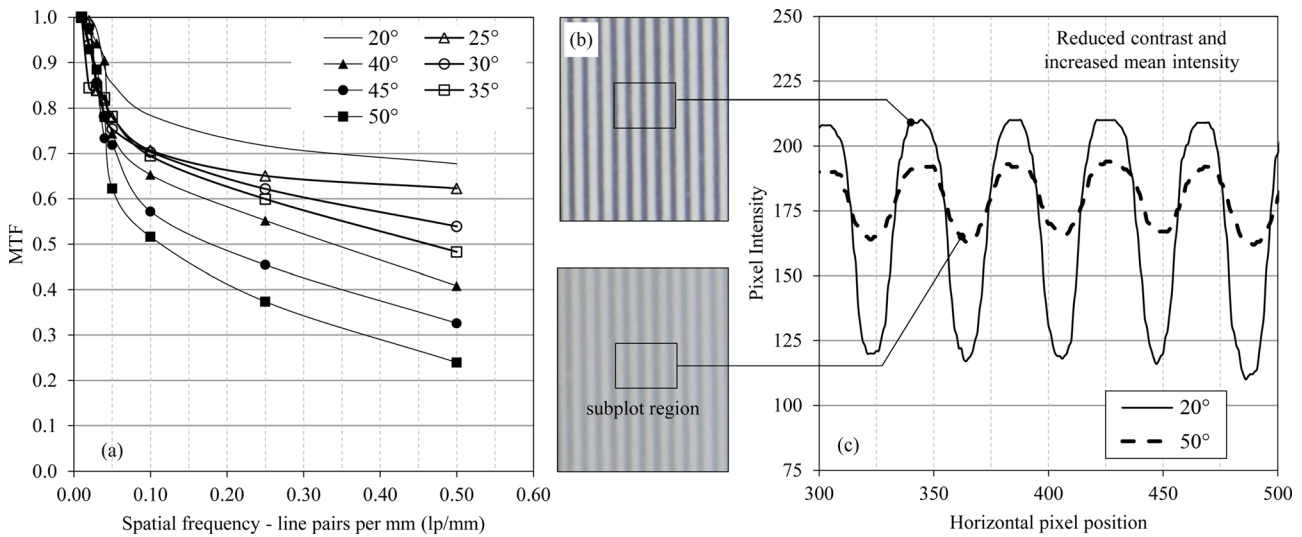 1.0
0.9
0.8
0.7
0.6
0.5
0.4
0.3
0.2
0.1
0.0
MTF
0.00 0.10 0.20 0.30 0.40 0.50 0.60
Spatial frequency - line pairs per mm (lp/mm)
20° 25°
40° 30°
45° 35°
50°
(a)
(b)
subplot region
250
225
200
175
150
125
100
75
Pixel Intensity
Reduced contrast and
increased mean intensity
20°
50°
(c)
300 350 400 450 500
Horizontal pixel position